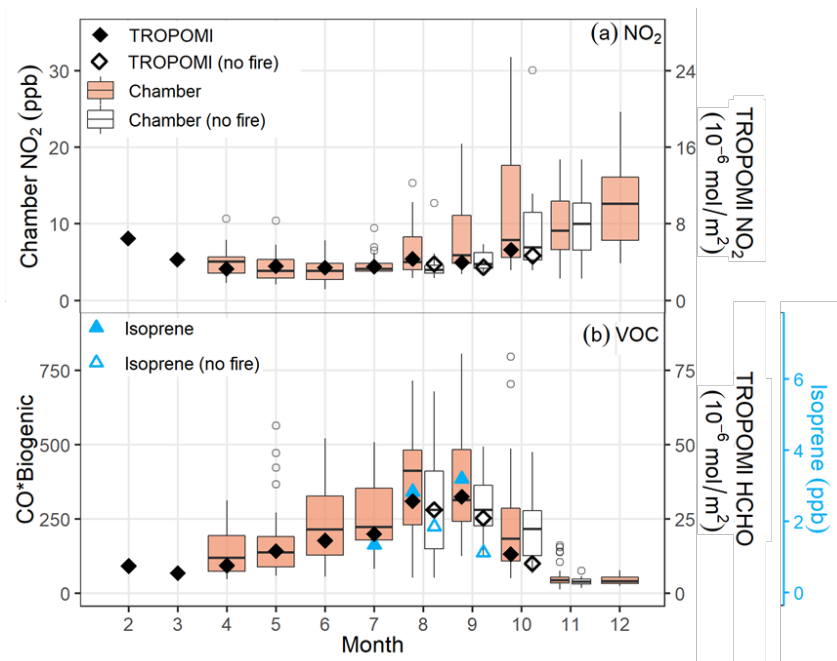 TROPOMI
TROPOMI (no fire)
Chamber
Chamber (no fire)
(a) NO₂
Chamber NO₂ (ppb)
30
20
10
0
24
16
8
0
TROPOMI NO₂
(10⁻⁶ mol/m²)
Isoprene
Isoprene (no fire)
(b) VOC
CO*Biogenic
750
500
250
0
75
50
25
0
TROPOMI HCHO
(10⁻⁶ mol/m²)
6
4
2
0
Isoprene (ppb)
2 3 4 5 6 7 8 9 10 11 12
Month